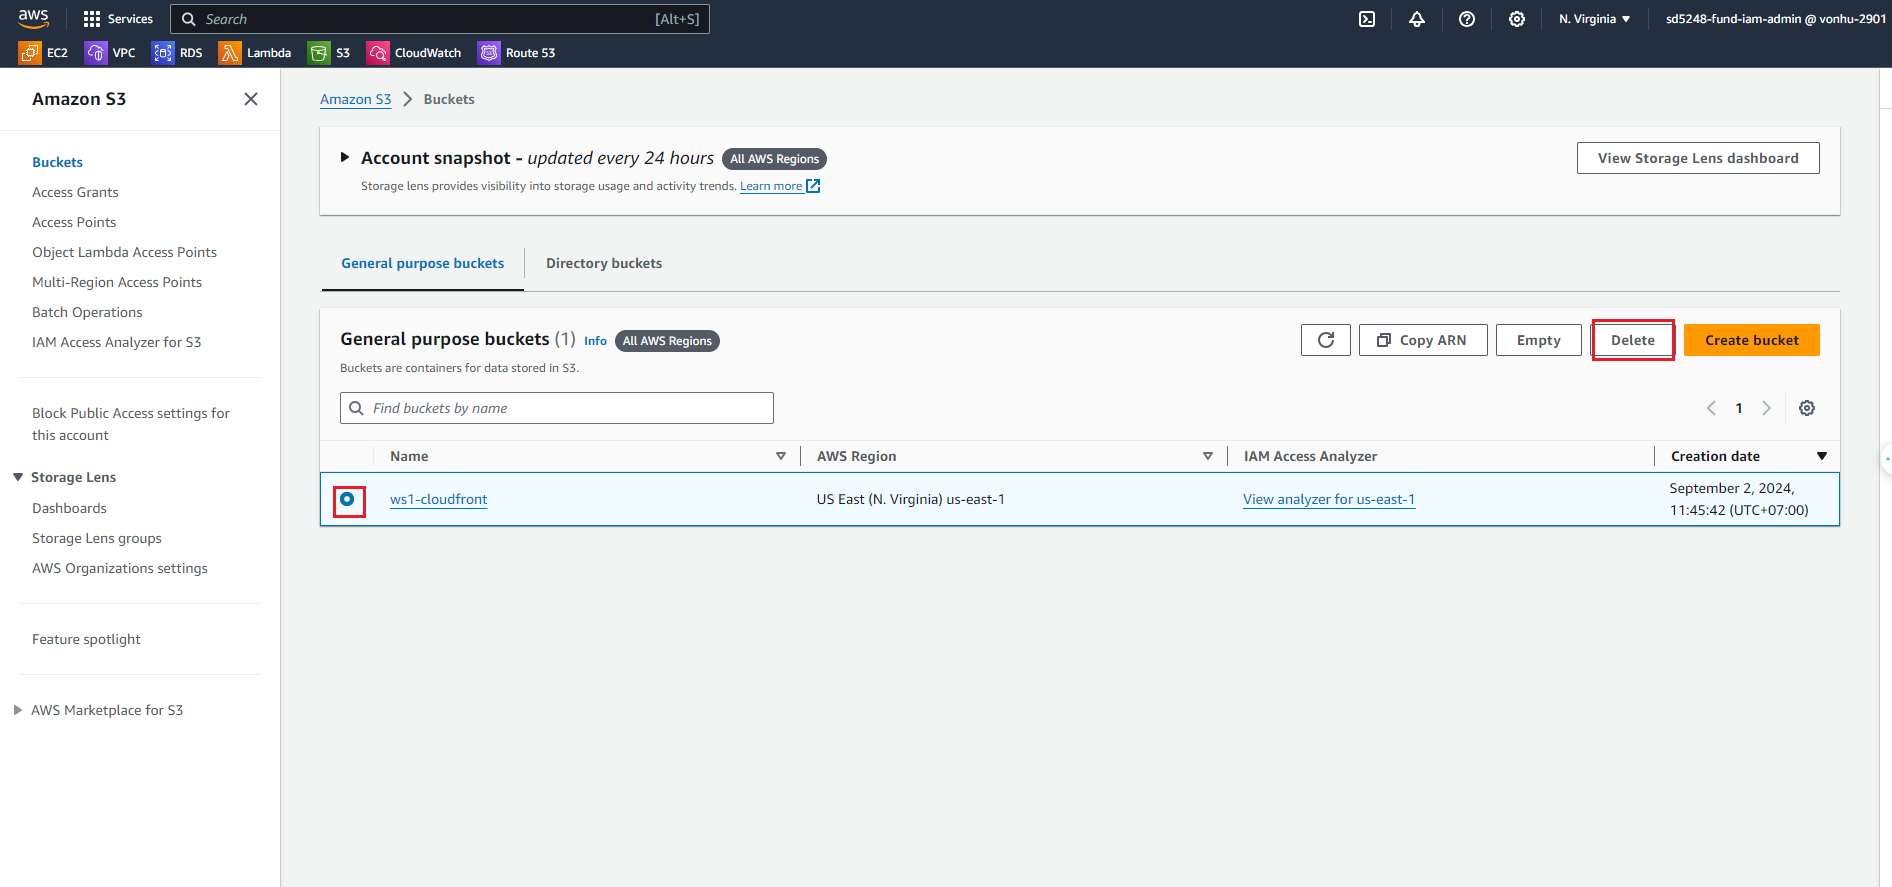 aws
Services
Search
[Alt+S]
N. Virginia
sd5248-fund-iam-admin @ vonhu-2901
EC2
VPC
RDS
Lambda
S3
CloudWatch
Route 53
Amazon S3
Buckets
Access Grants
Access Points
Object Lambda Access Points
Multi-Region Access Points
Batch Operations
IAM Access Analyzer for S3
Block Public Access settings for
this account
Storage Lens
Dashboards
Storage Lens groups
AWS Organizations settings
Feature spotlight
AWS Marketplace for S3
Amazon S3 > Buckets
Account snapshot - updated every 24 hours All AWS Regions
Storage lens provides visibility into storage usage and activity trends. Learn more
View Storage Lens dashboard
General purpose buckets
Directory buckets
General purpose buckets (1) Info All AWS Regions
Buckets are containers for data stored in S3.
Copy ARN
Empty
Delete
Create bucket
Find buckets by name
1
Name
AWS Region
IAM Access Analyzer
Creation date
ws1-cloudfront
US East (N. Virginia) us-east-1
View analyzer for us-east-1
September 2, 2024,
11:45:42 (UTC+07:00)